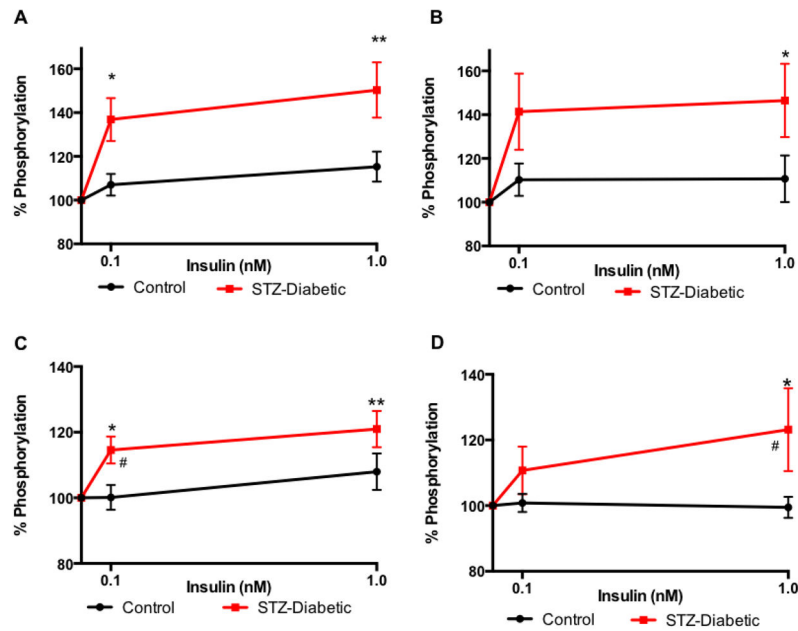 A
% Phosphorylation
160
140
120
100
80
*
**
0.1
Insulin (nM)
1.0
Control
STZ-Diabetic
B
% Phosphorylation
160
140
120
100
80
*
0.1
Insulin (nM)
1.0
Control
STZ-Diabetic
C
% Phosphorylation
140
120
100
80
*
#
**
0.1
Insulin (nM)
1.0
Control
STZ-Diabetic
D
% Phosphorylation
140
120
100
80
*
#
0.1
Insulin (nM)
1.0
Control
STZ-Diabetic